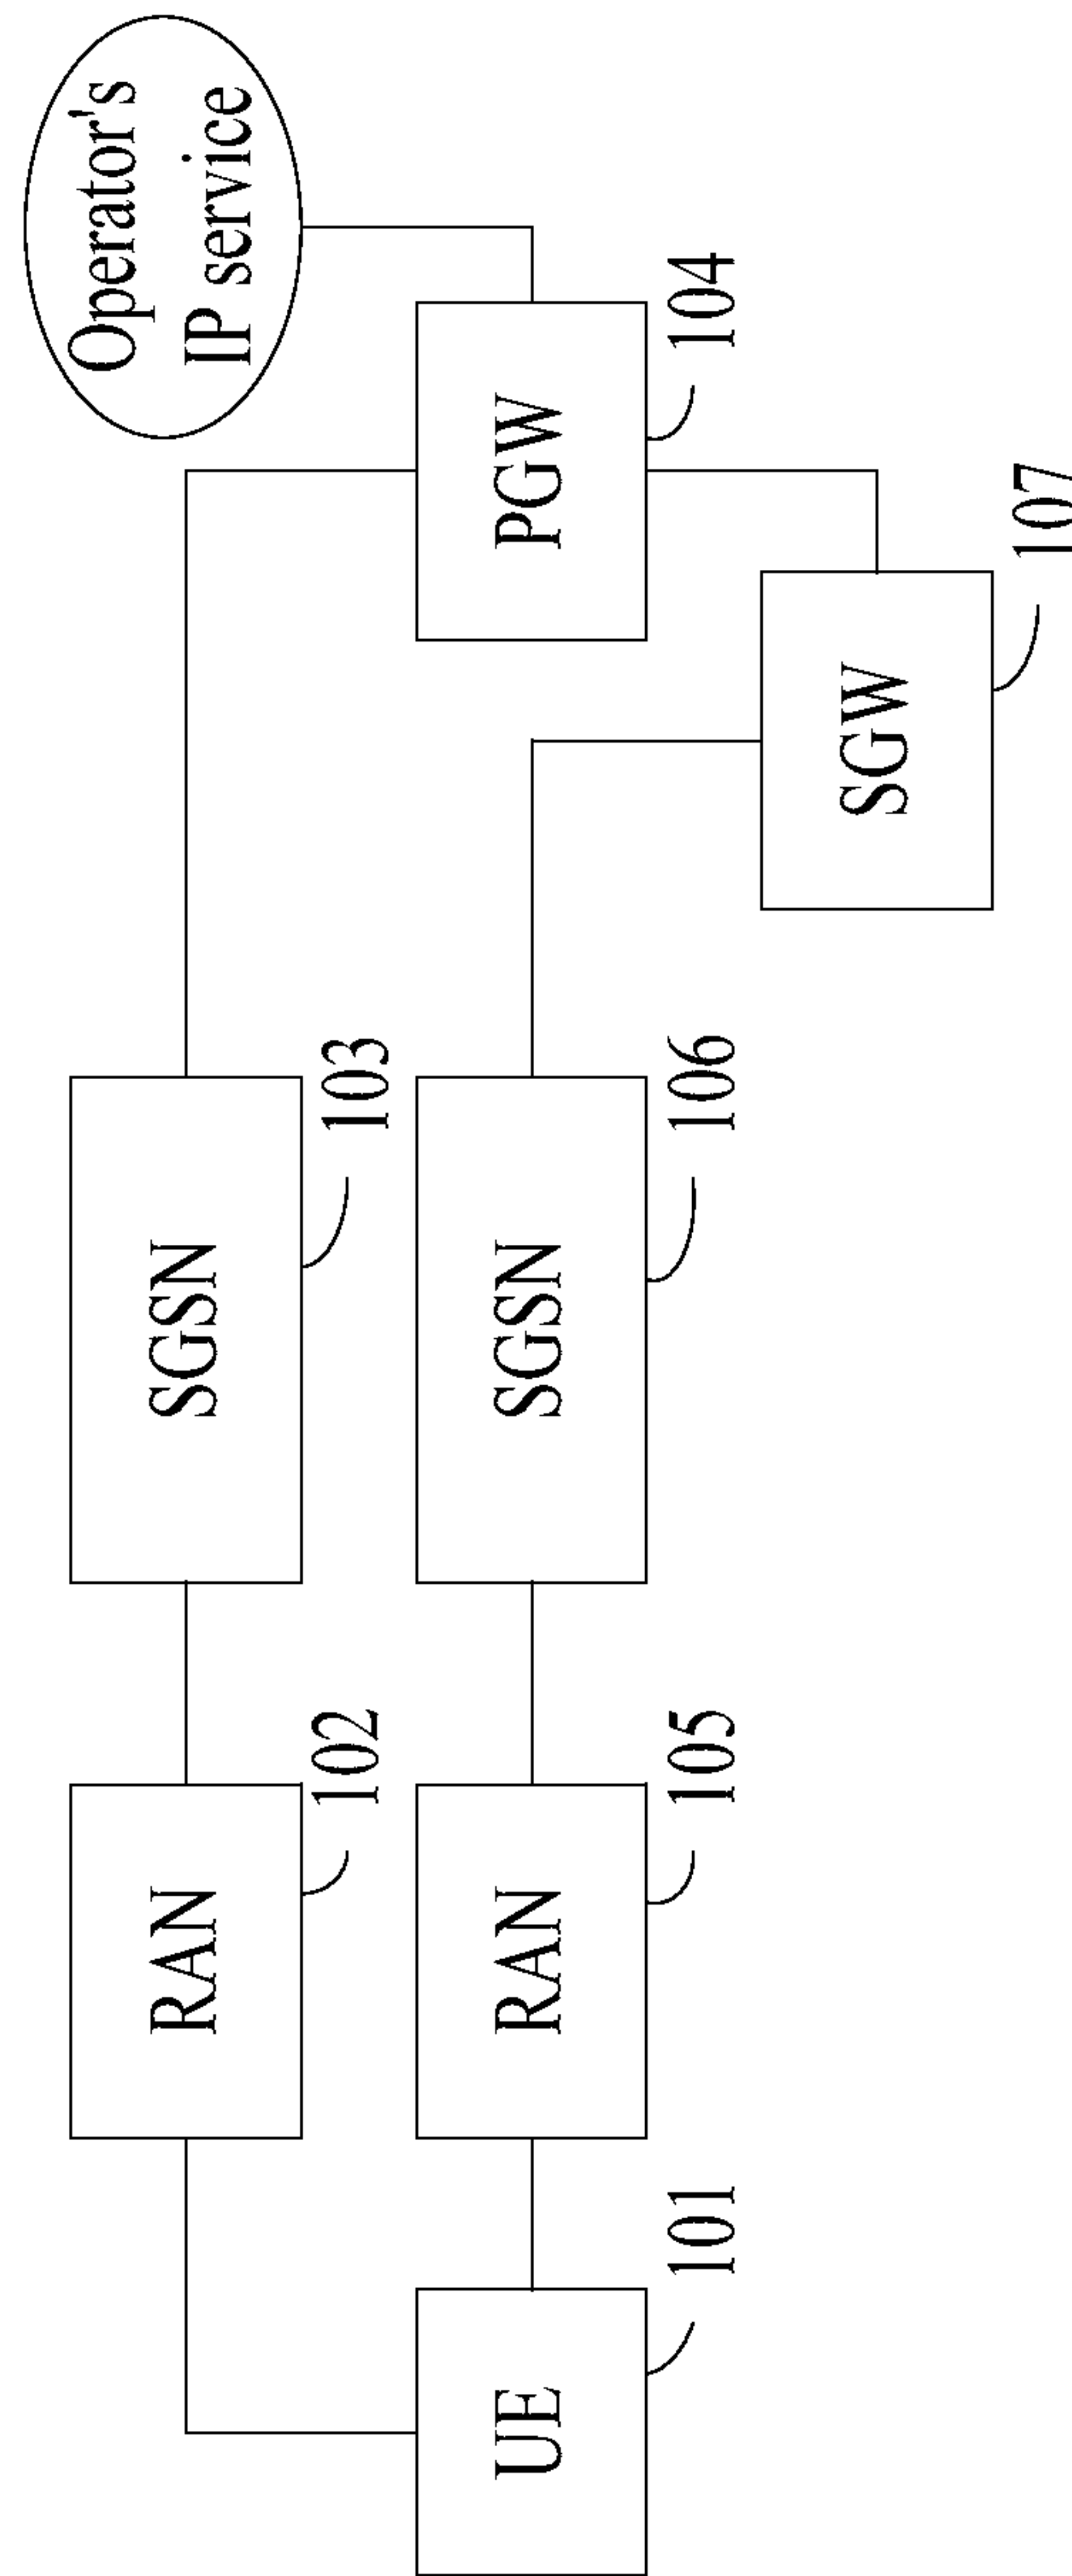 Operator's
IP service
RAN
102
SGSN
103
UE
101
RAN
105
SGSN
106
PGW
104
SGW
107